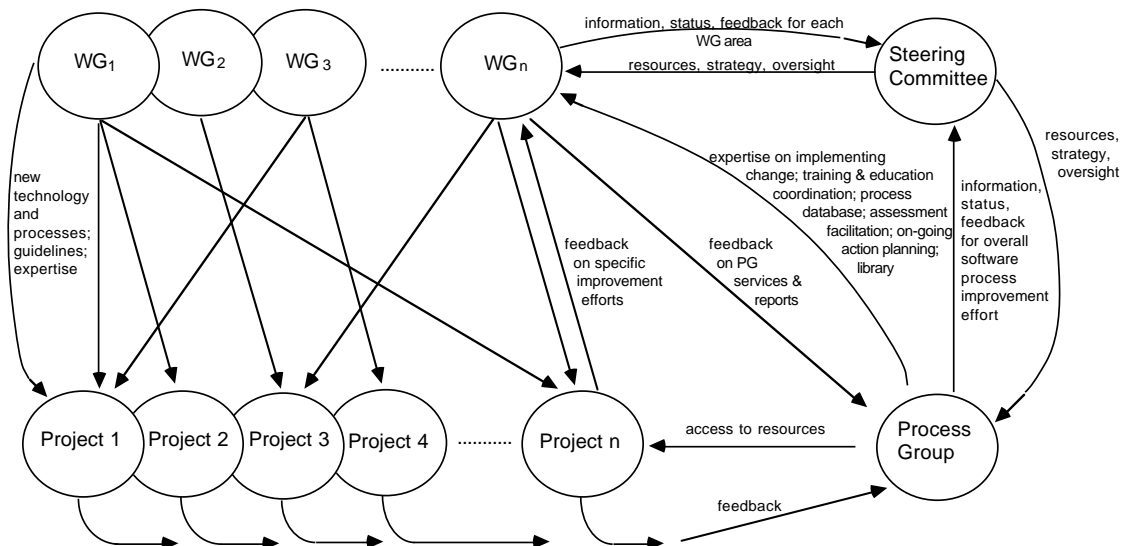 information, status, feedback for each
WG area
WG1
WG2
WG3
...........
WGn
resources, strategy, oversight
Steering
Committee
new
technology
and
processes;
guidelines;
expertise
feedback
on specific
improvement
efforts
feedback
on PG
services &
reports
expertise on implementing
change; training & education
coordination; process
database; assessment
facilitation; on-going
action planning;
library
information,
status,
feedback
for overall
software
process
improvement
effort
resources,
strategy,
oversight
Project 1
Project 2
Project 3
Project 4
...........
Project n
access to resources
Process
Group
feedback